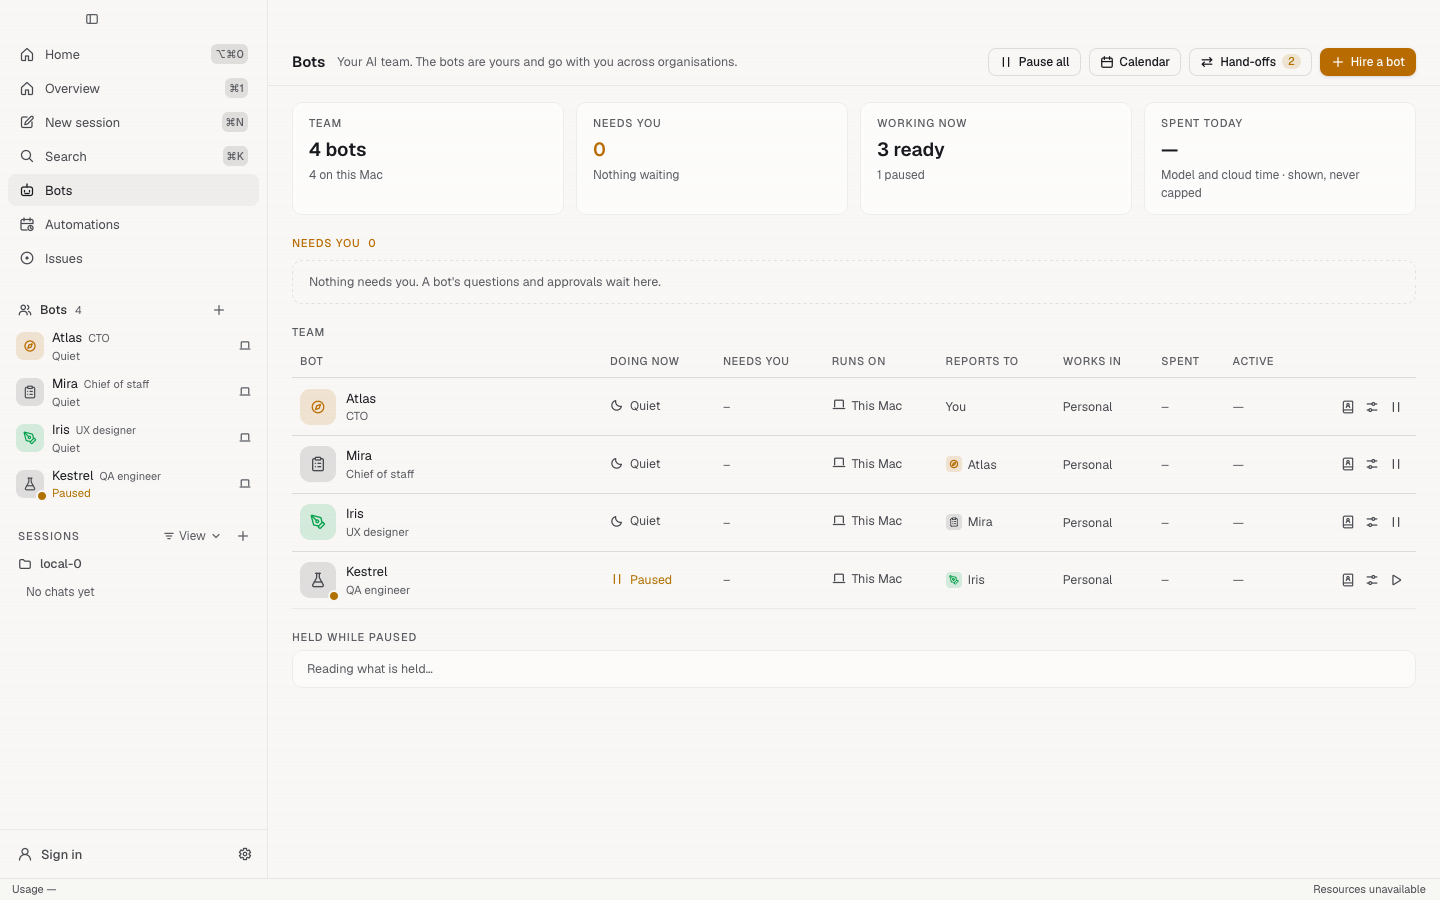 Home ⌥⌘0
Overview ⌘1
New session ⌘N
Search ⌘K
Bots
Automations
Issues
Bots 4
Atlas CTO
Quiet
Mira Chief of staff
Quiet
Iris UX designer
Quiet
Kestrel QA engineer
Paused
SESSIONS View
local-0
No chats yet
Sign in
Bots Your AI team. The bots are yours and go with you across organisations.
Pause all Calendar Hand-offs 2 Hire a bot
TEAM
4 bots
4 on this Mac
NEEDS YOU
0
Nothing waiting
WORKING NOW
3 ready
1 paused
SPENT TODAY
—
Model and cloud time · shown, never
capped
NEEDS YOU 0
Nothing needs you. A bot's questions and approvals wait here.
TEAM
BOT DOING NOW NEEDS YOU RUNS ON REPORTS TO WORKS IN SPENT ACTIVE
Atlas
CTO
Quiet – This Mac You Personal – —
Mira
Chief of staff
Quiet – This Mac Atlas Personal – —
Iris
UX designer
Quiet – This Mac Mira Personal – —
Kestrel
QA engineer
Paused – This Mac Iris Personal – —
HELD WHILE PAUSED
Reading what is held…
Usage — Resources unavailable